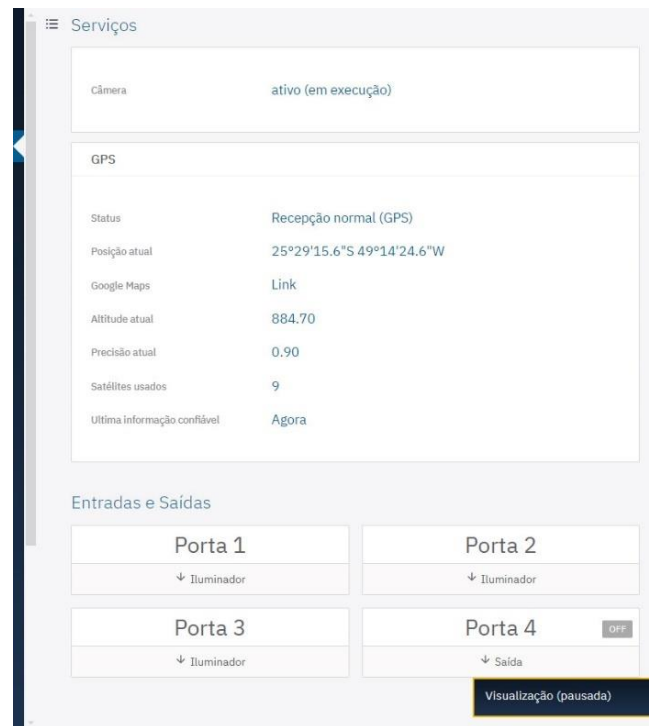 Serviços
Câmera ativo (em execução)
GPS
Status Recepção normal (GPS)
Posição atual 25°29'15.6"S 49°14'24.6"W
Google Maps Link
Altitude atual 884.70
Precisão atual 0.90
Satélites usados 9
Ultima informação confiável Agora
Entradas e Saídas
Porta 1 Porta 2
Iluminador Iluminador
Porta 3 Porta 4 OFF
Iluminador Saída
Visualização (pausada)